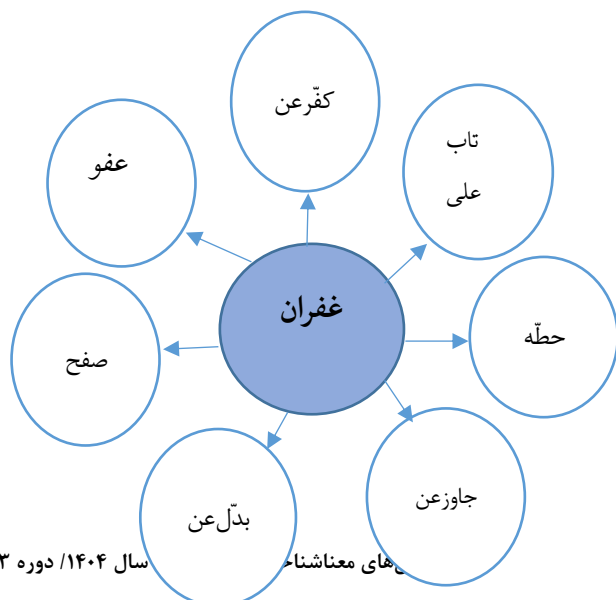 کفّرعن
تاب
علی
عفو
غفران
حطّه
صفح
جاوزعن
بدّل‌عن
های معناشناخ
سال ۱۴۰۴/ دوره ۳